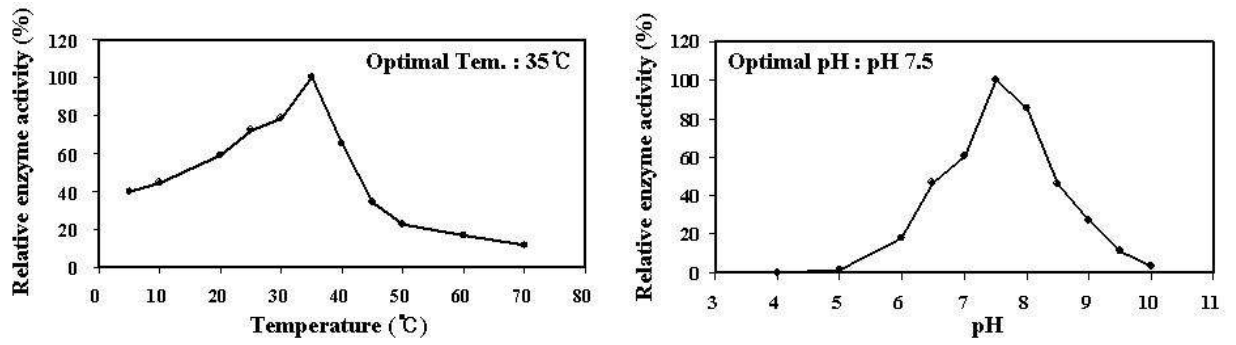 Relative enzyme activity (%)
120
100
80
60
40
20
0
Optimal Tem. : 35℃
0 10 20 30 40 50 60 70 80
Temperature (℃)
Relative enzyme activity (%)
120
100
80
60
40
20
0
Optimal pH : pH 7.5
3 4 5 6 7 8 9 10 11
pH